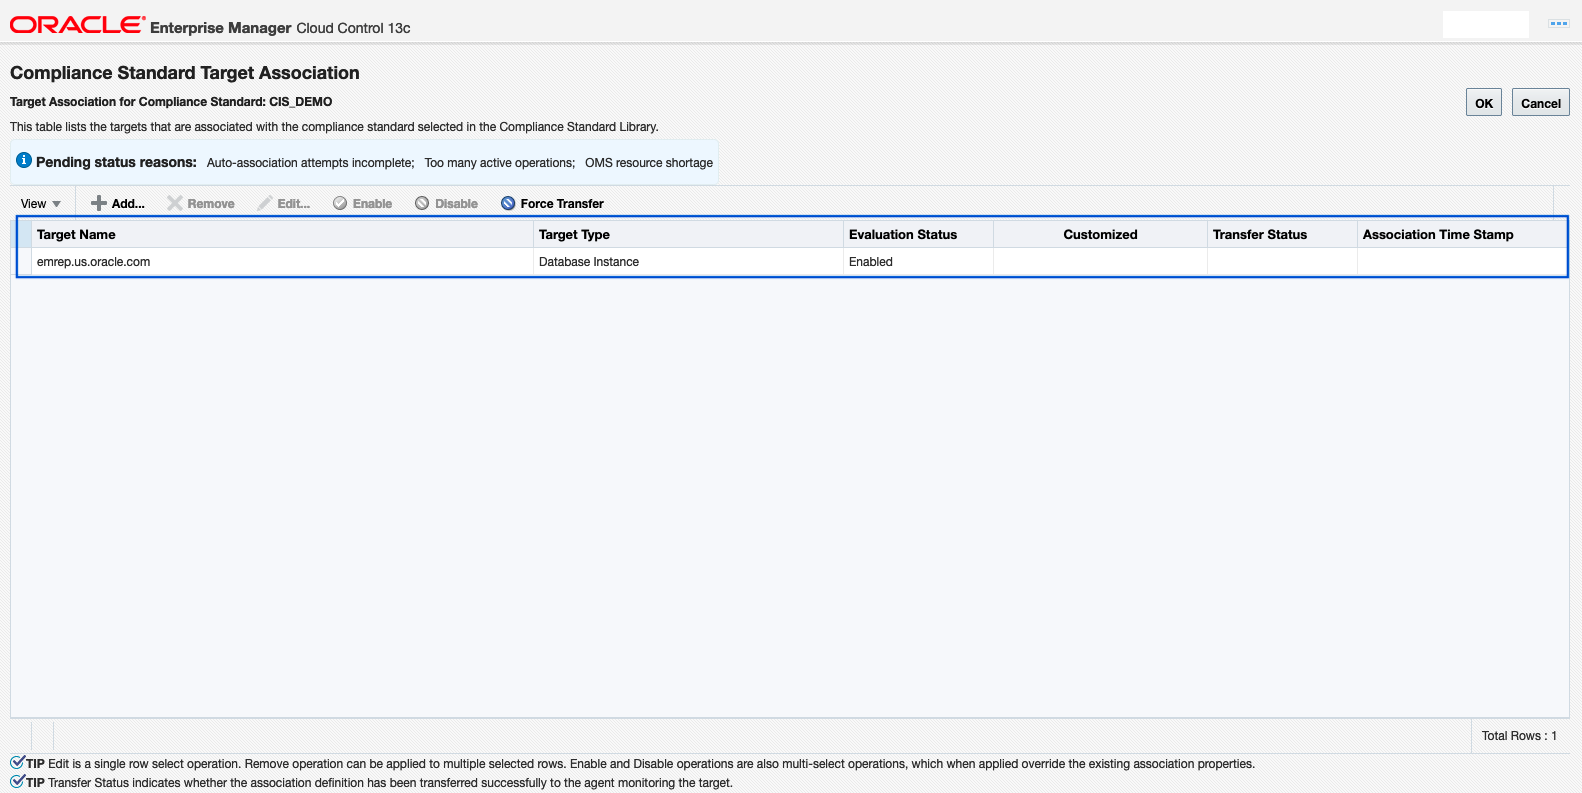 ORACLE® Enterprise Manager Cloud Control 13c
Compliance Standard Target Association
Target Association for Compliance Standard: CIS_DEMO
OK Cancel
This table lists the targets that are associated with the compliance standard selected in the Compliance Standard Library.
Pending status reasons: Auto-association attempts incomplete; Too many active operations; OMS resource shortage
View Add... Remove Edit... Enable Disable Force Transfer
Target Name Target Type Evaluation Status Customized Transfer Status Association Time Stamp
emrep.us.oracle.com Database Instance Enabled
Total Rows : 1
TIP Edit is a single row select operation. Remove operation can be applied to multiple selected rows. Enable and Disable operations are also multi-select operations, which when applied override the existing association properties.
TIP Transfer Status indicates whether the association definition has been transferred successfully to the agent monitoring the target.